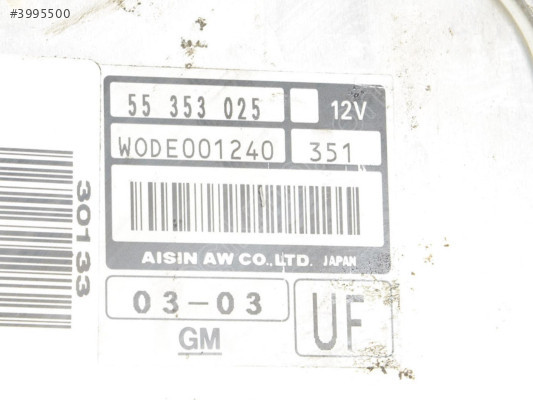 #3995500
55 353 025 12V
WODE001240 351
AISIN AW CO.,LTD. JAPAN
03-03
GM
UF
30133